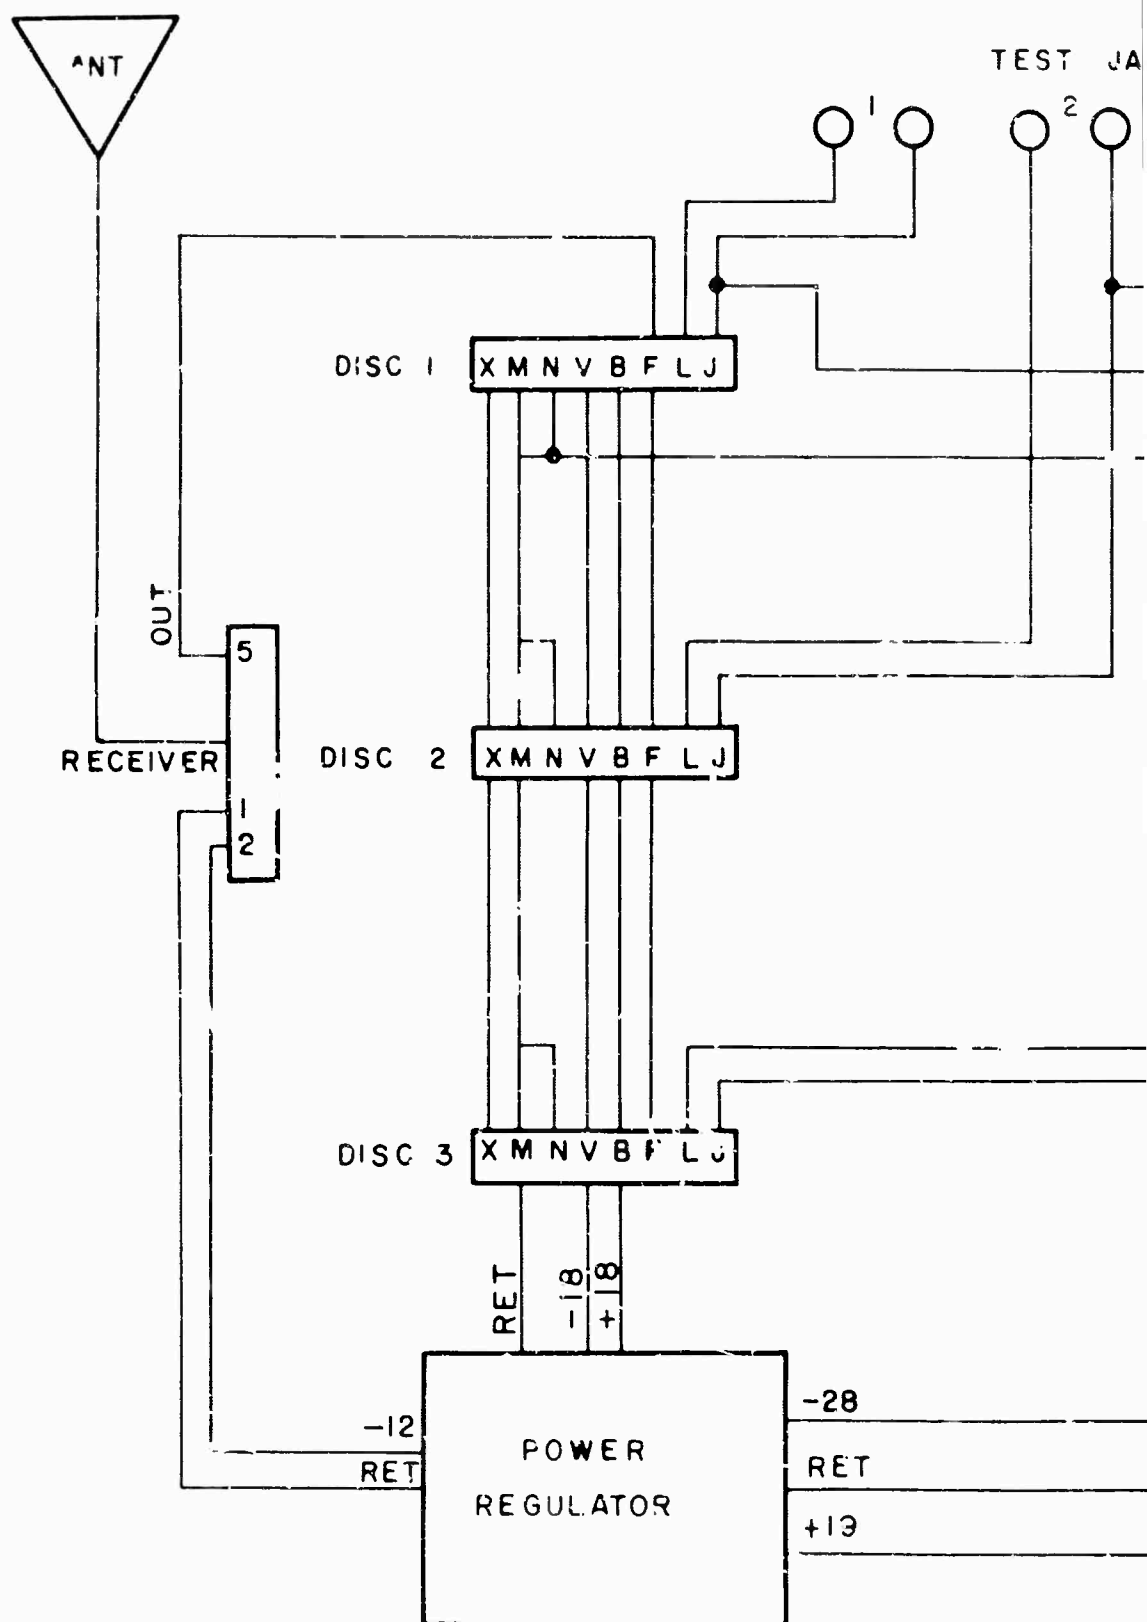 ANT
TEST JA
1 2
DISC 1 X M N V B F L J
OUT
5
RECEIVER
DISC 2 X M N V B F L J
1
2
DISC 3 X M N V B F L J
RET -18 +18
-12
RET
POWER
REGULATOR
-28
RET
+19